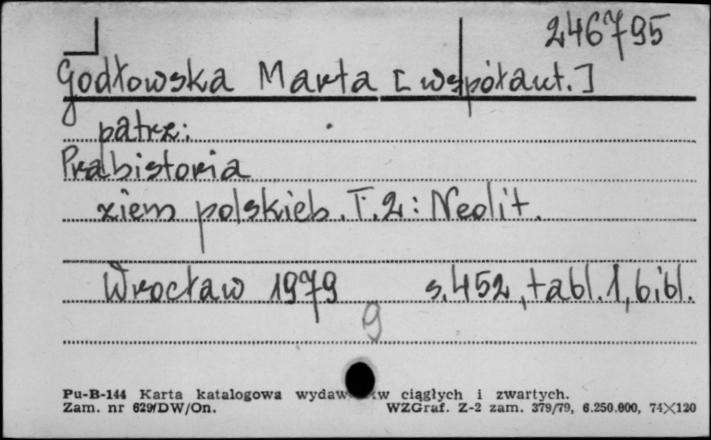 246795
Godłowska Marta [współaut.]
patrz:
Prahistoria
ziem polskich. T. 2: Neolit.
Wrocław 1979 s. 452, tabl. 1, bibl.
9
Pu-B-144 Karta katalogowa wydaw w ciągłych i zwartych.
Zam. nr 629/DW/On. WZGraf. Z-2 zam. 379/79, 6.250.000, 74×120